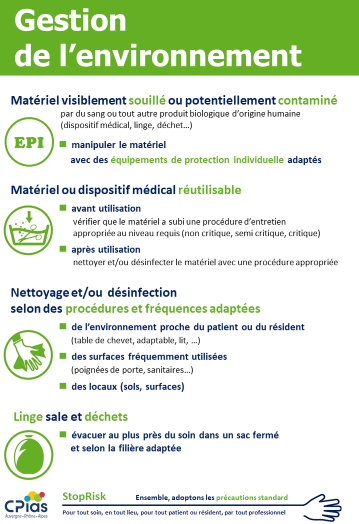 Gestion
de l'environnement
Matériel visiblement souillé ou potentiellement contaminé
par du sang ou tout autre produit biologique d'origine humaine
(dispositif médical, linge, déchet...)
EPI
manipuler le matériel
avec des équipements de protection individuelle adaptés
Matériel ou dispositif médical réutilisable
avant utilisation
vérifier que le matériel a subi une procédure d'entretien
appropriée au niveau requis (non critique, semi critique, critique)
après utilisation
nettoyer et/ou désinfecter le matériel avec une procédure appropriée
Nettoyage et/ou désinfection
selon des procédures et fréquences adaptées
de l'environnement proche du patient ou du résident
(table de chevet, adaptable, lit, ...)
des surfaces fréquemment utilisées
(poignées de porte, sanitaires...)
des locaux (sols, surfaces)
Linge sale et déchets
évacuer au plus près du soin dans un sac fermé
et selon la filière adaptée
CPias
Auvergne-Rhône-Alpes
StopRisk
Ensemble, adoptons les précautions standard
Pour tout soin, en tout lieu, pour tout patient ou résident, par tout professionnel